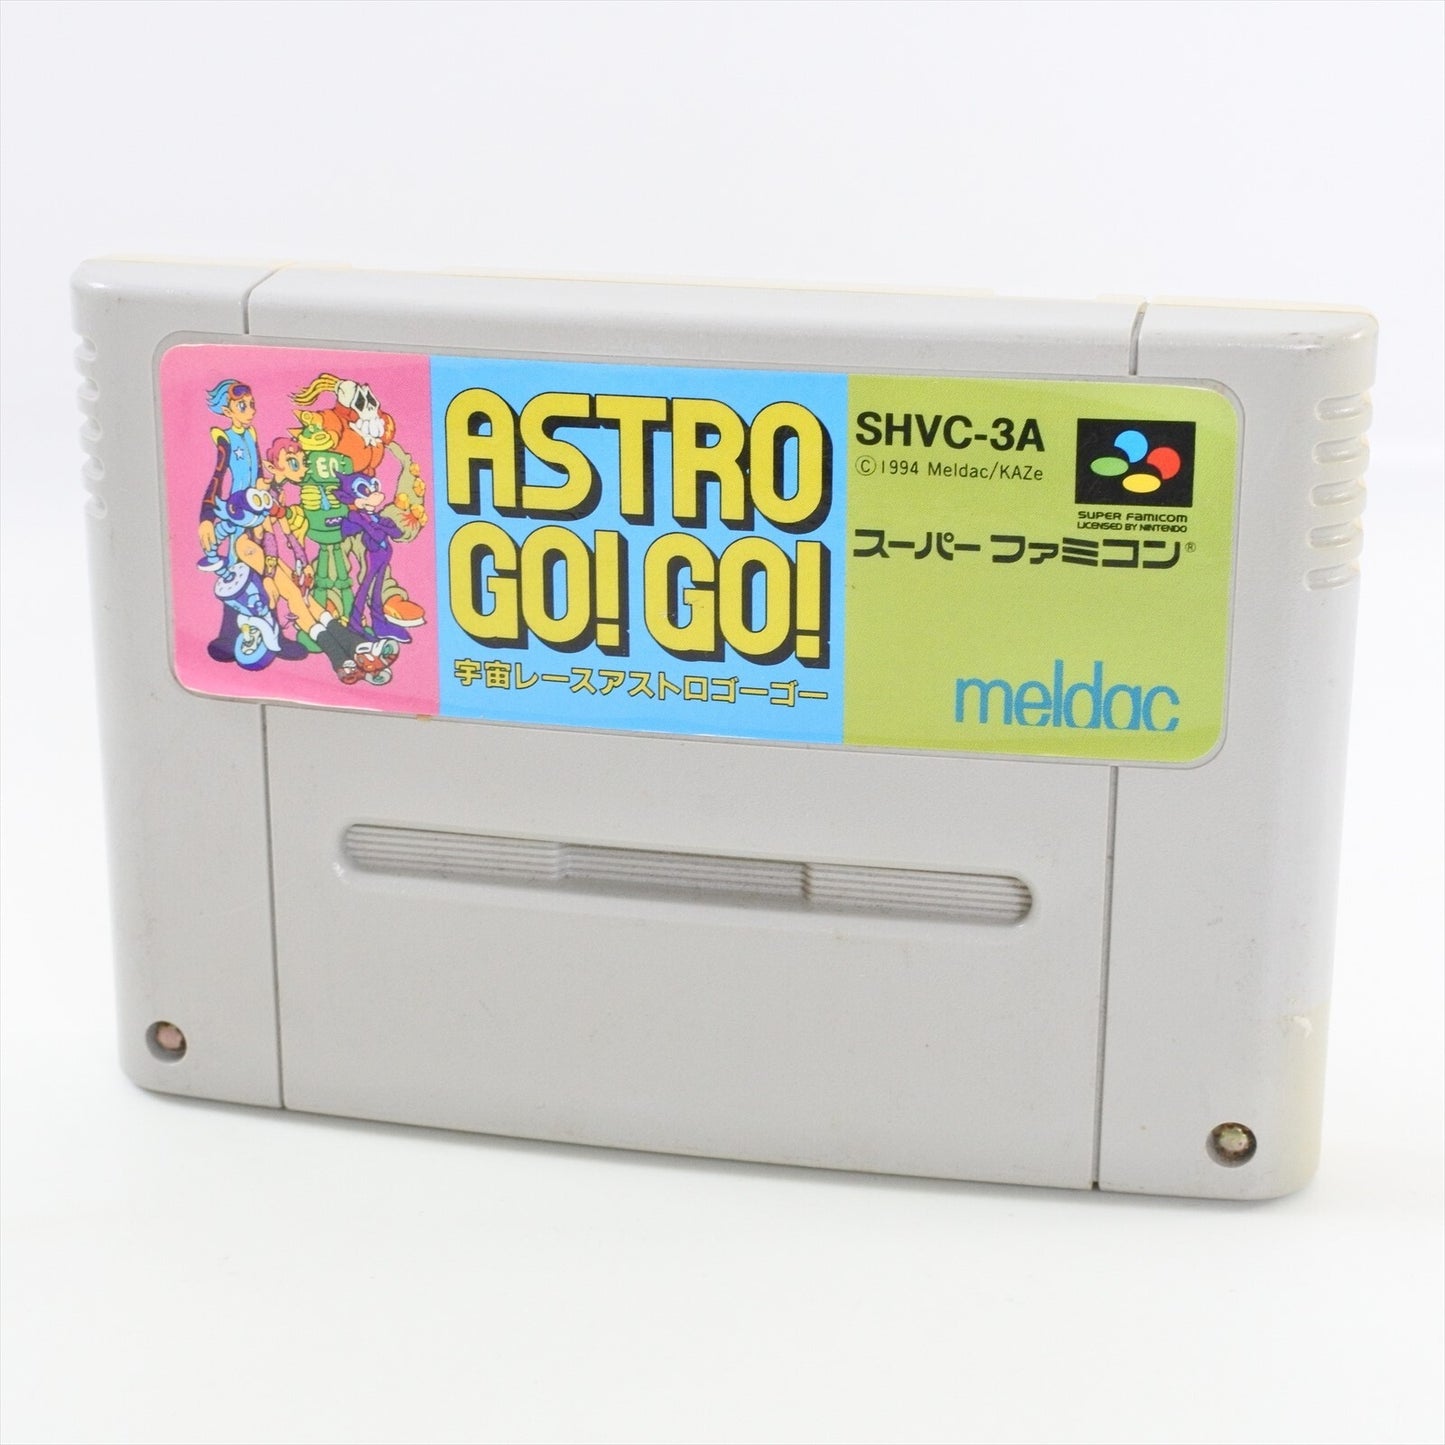 ASTRO
GO! GO!
宇宙レースアストロゴーゴー
SHVC-3A
©1994 Meldac/KAZe
SUPER FAMICOM
LICENSED BY NINTENDO
スーパーファミコン®
meldac